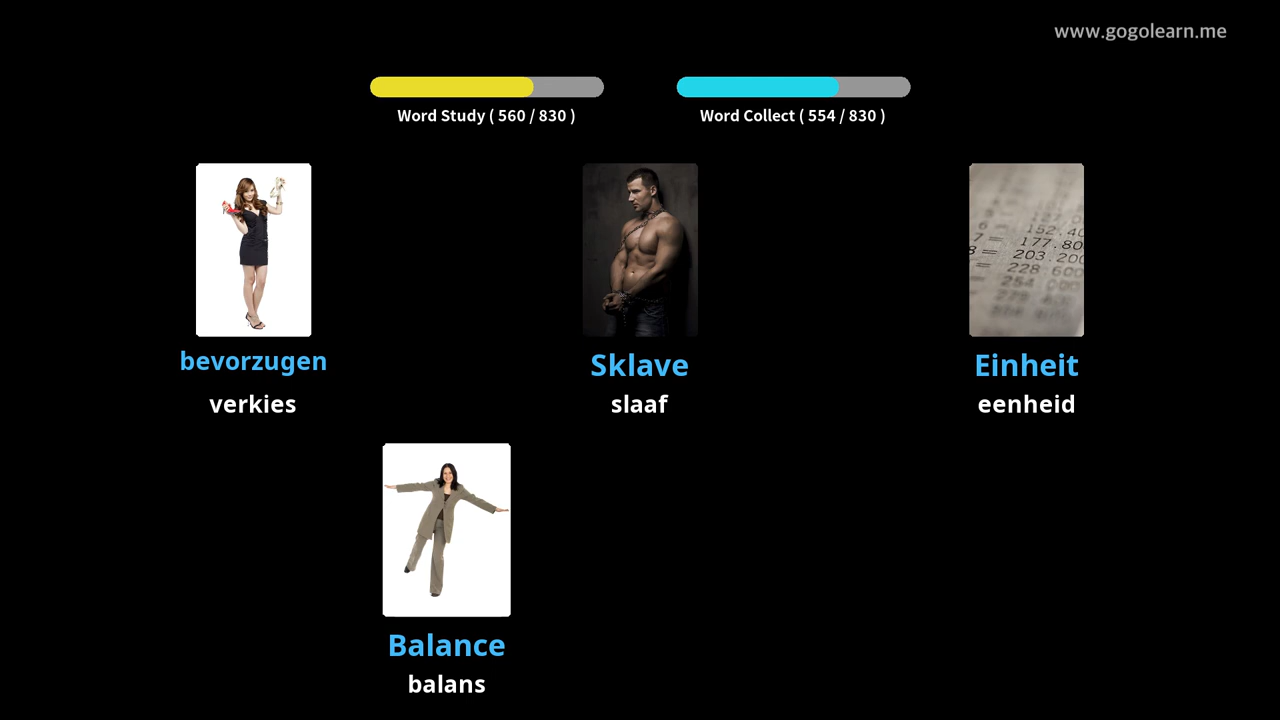 www.gogolearn.me
Word Study ( 560 / 830 )
Word Collect ( 554 / 830 )
bevorzugen
verkies
Sklave
slaaf
Einheit
eenheid
Balance
balans